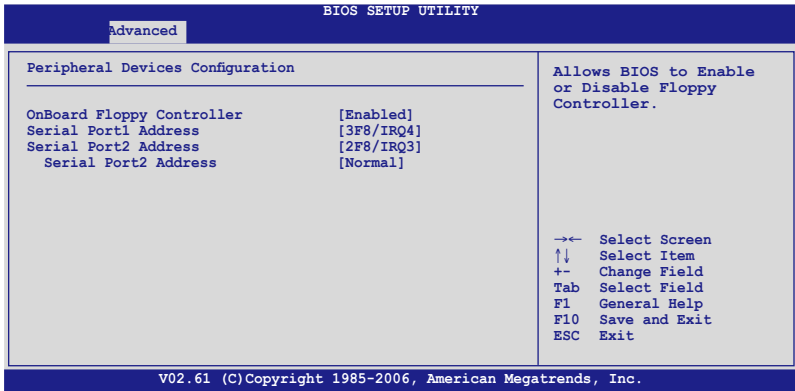 BIOS SETUP UTILITY
Advanced
Peripheral Devices Configuration
OnBoard Floppy Controller [Enabled]
Serial Port1 Address [3F8/IRQ4]
Serial Port2 Address [2F8/IRQ3]
Serial Port2 Address [Normal]
Allows BIOS to Enable
or Disable Floppy
Controller.
→← Select Screen
↑↓ Select Item
+- Change Field
Tab Select Field
F1 General Help
F10 Save and Exit
ESC Exit
V02.61 (C)Copyright 1985-2006, American Megatrends, Inc.